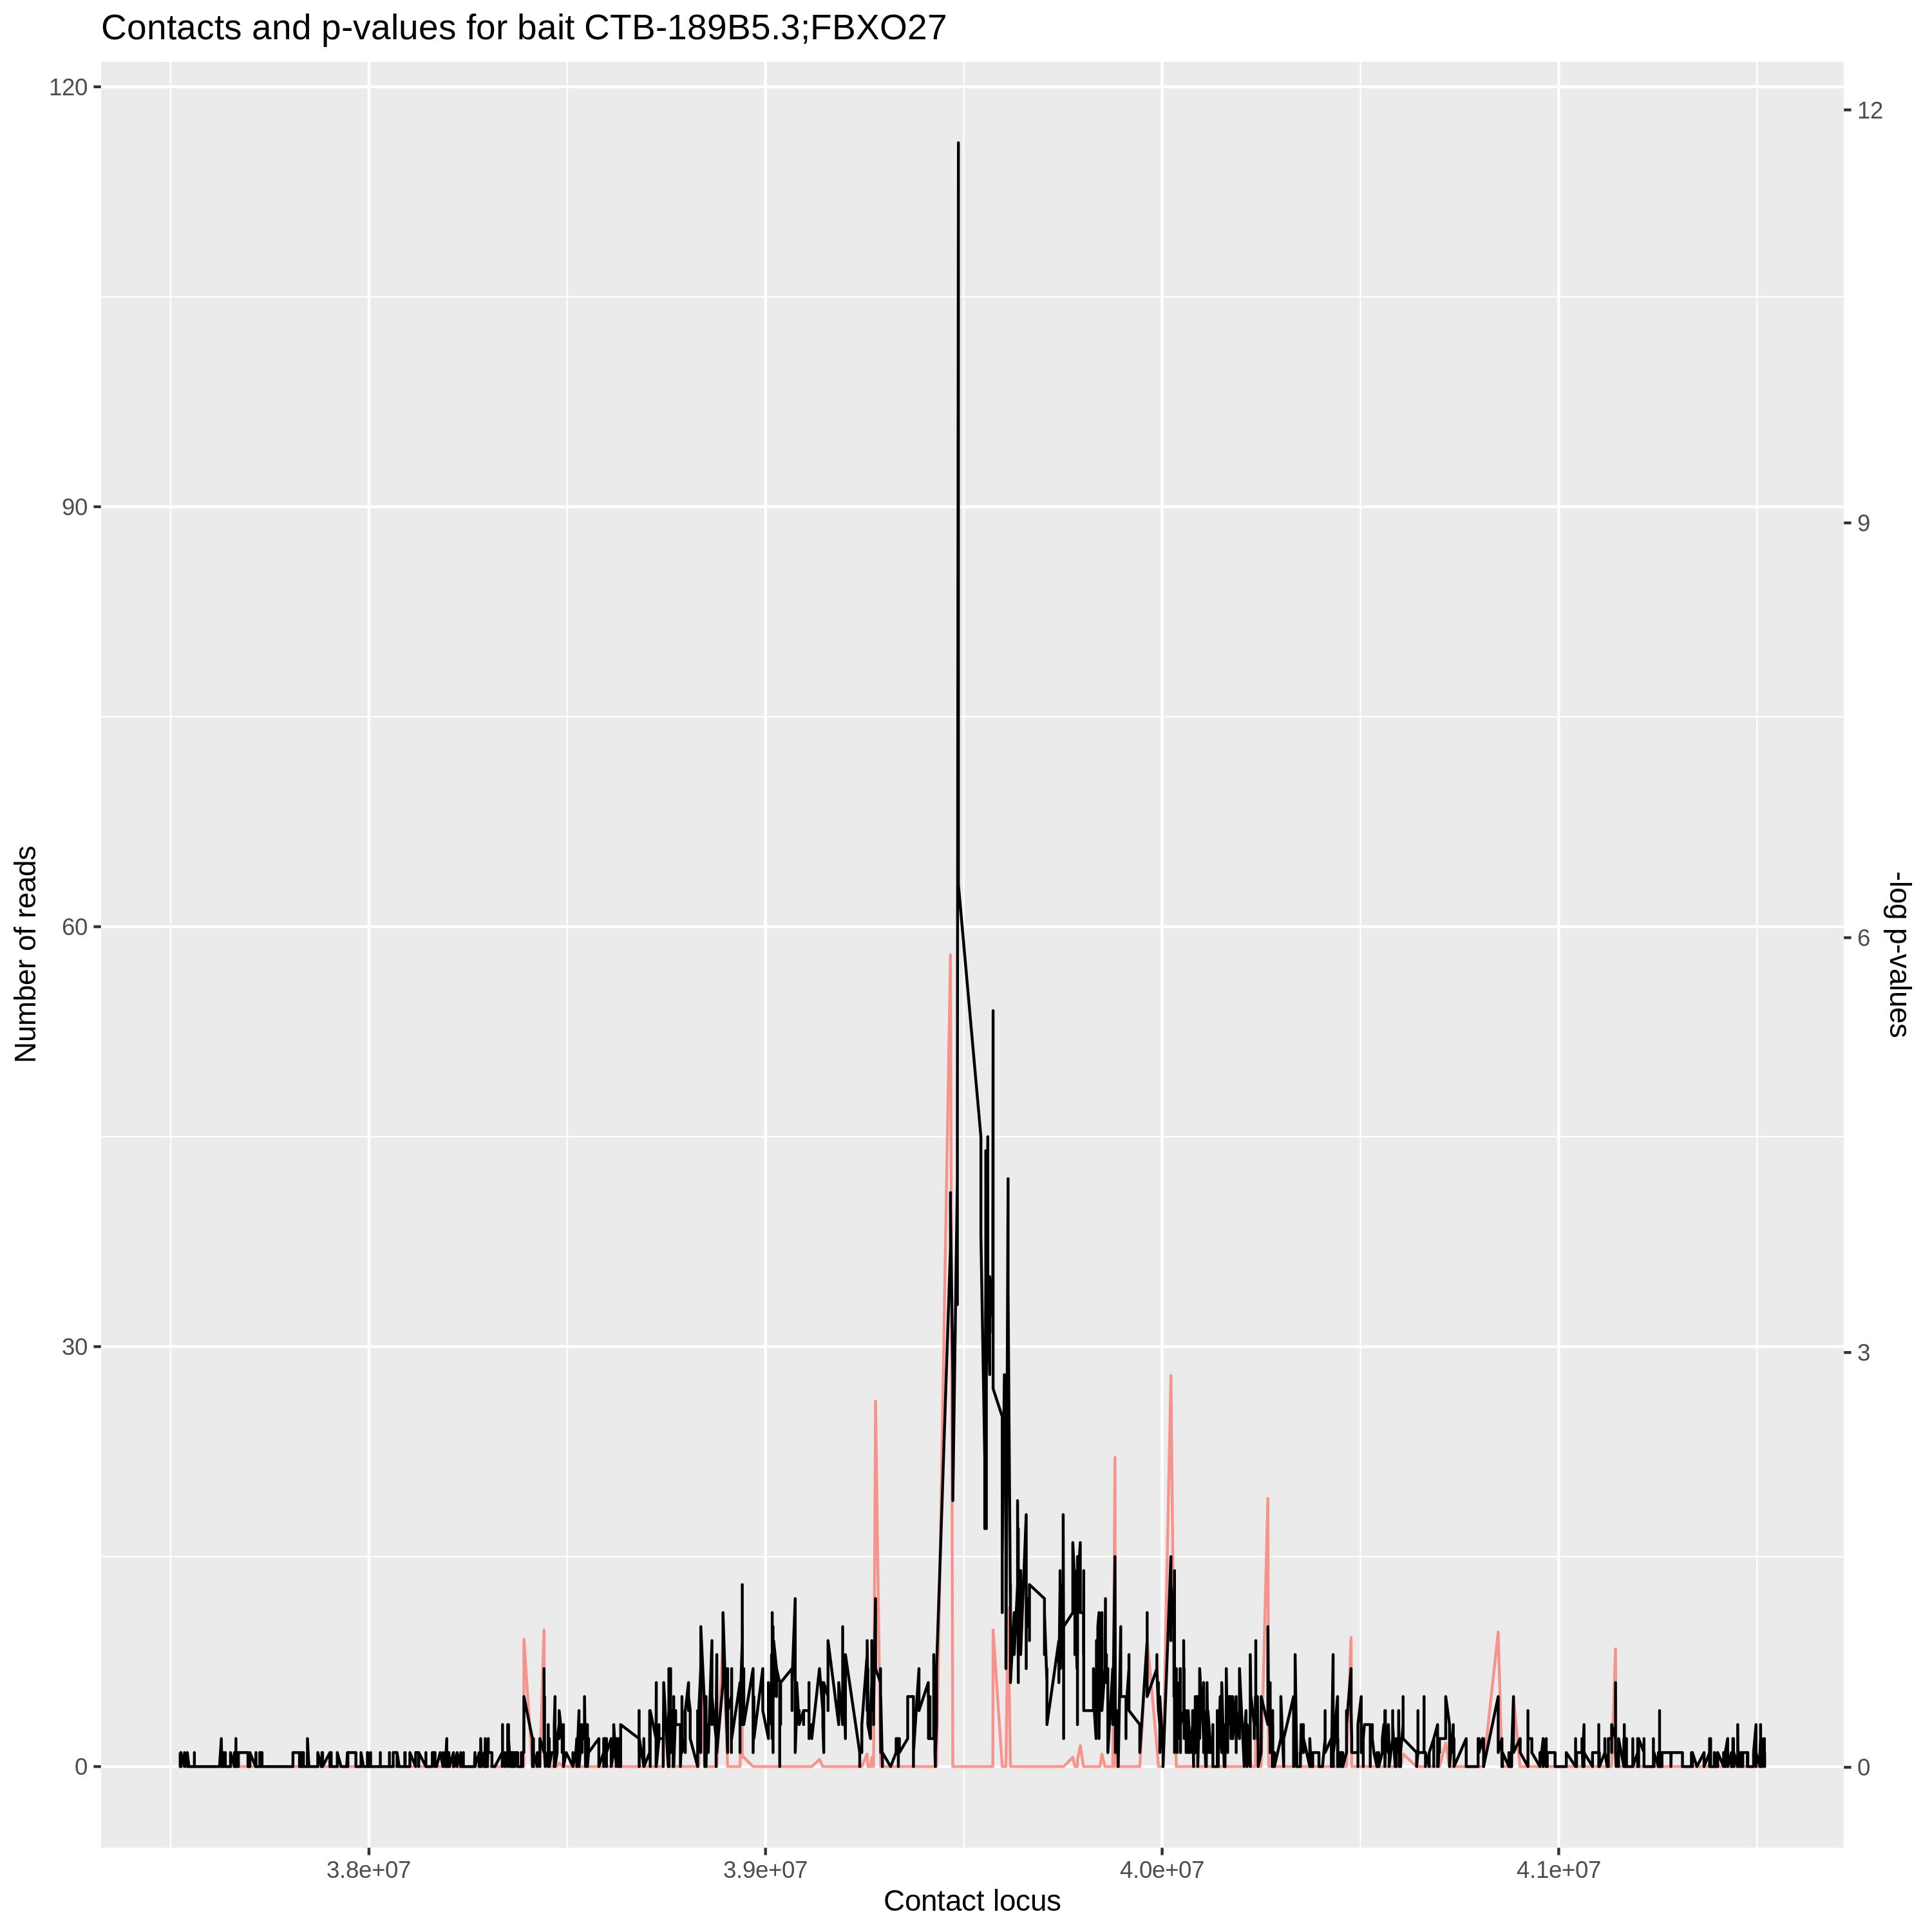 Contacts and p-values for bait CTB-189B5.3;FBXO27
120
90
60
30
0
Number of reads
12
9
6
3
0
-log p-values
3.8e+07
3.9e+07
4.0e+07
4.1e+07
Contact locus